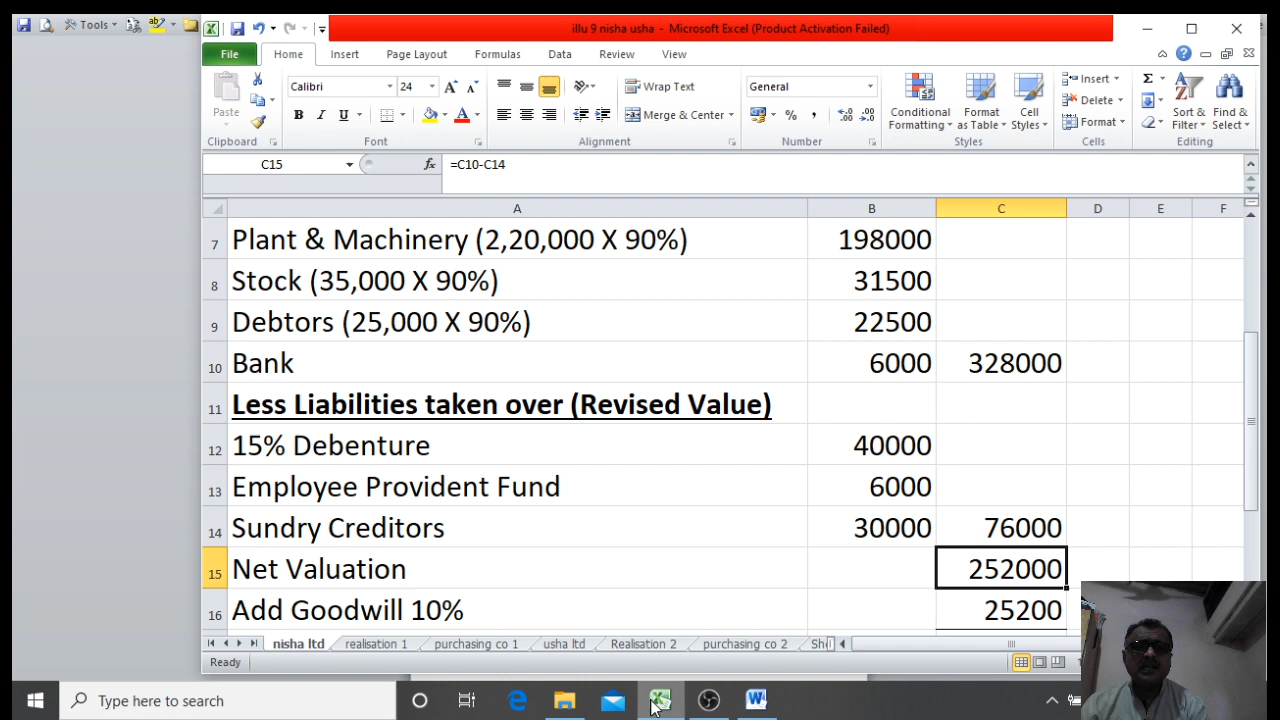 Tools
illu 9 nisha usha - Microsoft Excel (Product Activation Failed)
File Home Insert Page Layout Formulas Data Review View
Paste
Calibri 24
B I U A
Wrap Text
Merge & Center
General
% ,
Conditional Formatting
Format as Table
Cell Styles
Insert
Delete
Format
Σ
Sort & Filter
Find & Select
Clipboard Font Alignment Number Styles Cells Editing
C15 fx =C10-C14
A B C D E F
7 Plant & Machinery (2,20,000 X 90%) 198000
8 Stock (35,000 X 90%) 31500
9 Debtors (25,000 X 90%) 22500
10 Bank 6000 328000
11 Less Liabilities taken over (Revised Value)
12 15% Debenture 40000
13 Employee Provident Fund 6000
14 Sundry Creditors 30000 76000
15 Net Valuation 252000
16 Add Goodwill 10% 25200
nisha ltd realisation 1 purchasing co 1 usha ltd Realisation 2 purchasing co 2
Ready
Type here to search